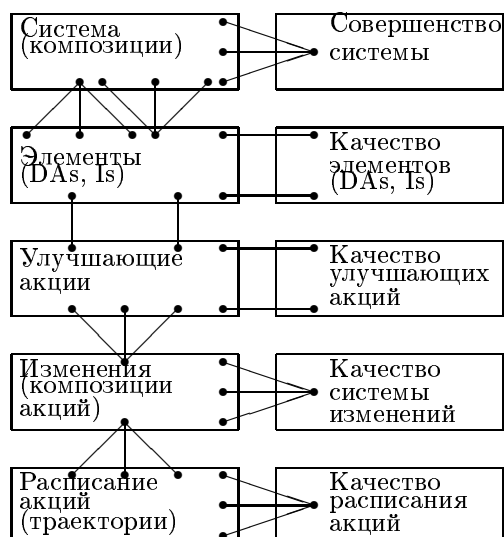 Система
(композиции)
Совершенство
системы
Элементы
(DAs, Is)
Качество
элементов
(DAs, Is)
Улучшающие
акции
Качество
улучшающих
акций
Изменения
(композиции
акций)
Качество
системы
изменений
Расписание
акций
(траектории)
Качество
расписания
акций